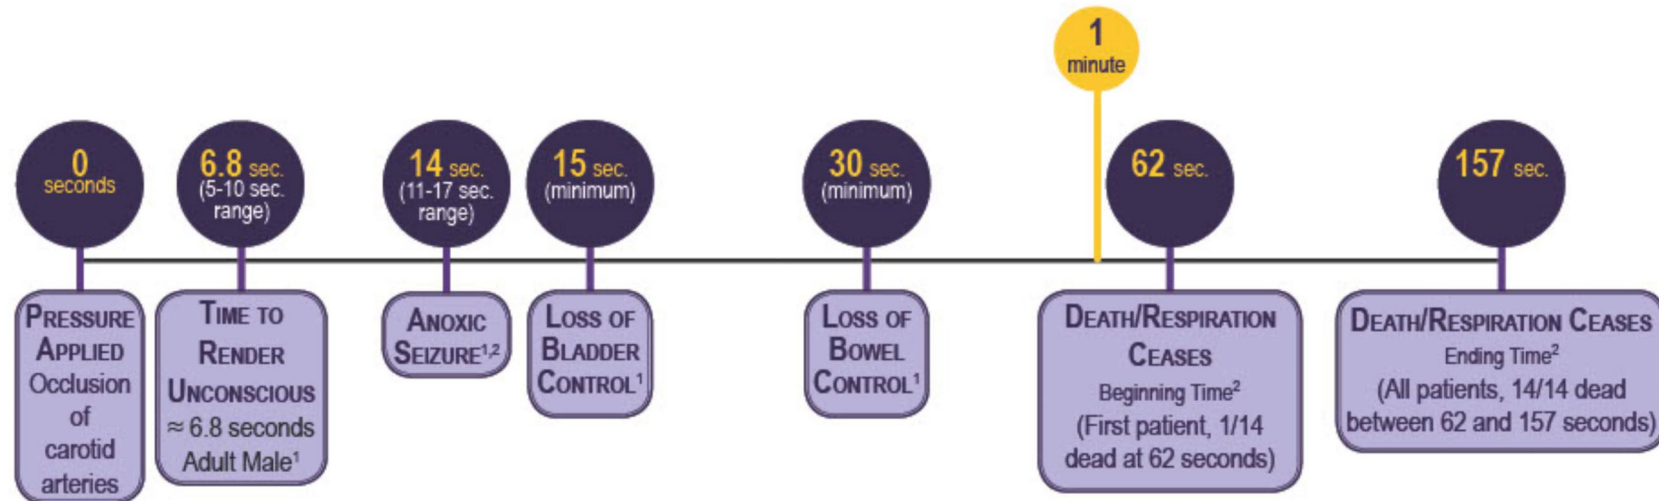 1
minute
0
seconds
6.8 sec.
(5-10 sec.
range)
14 sec.
(11-17 sec.
range)
15 sec.
(minimum)
30 sec.
(minimum)
62 sec.
157 sec.
PRESSURE
APPLIED
Occlusion
of
carotid
arteries
TIME TO
RENDER
UNCONSCIOUS
≈ 6.8 seconds
Adult Male¹
ANOXIC
SEIZURE¹,²
LOSS OF
BLADDER
CONTROL¹
LOSS OF
BOWEL
CONTROL¹
DEATH/RESPIRATION
CEASES
Beginning Time²
(First patient, 1/14
dead at 62 seconds)
DEATH/RESPIRATION CEASES
Ending Time²
(All patients, 14/14 dead
between 62 and 157 seconds)